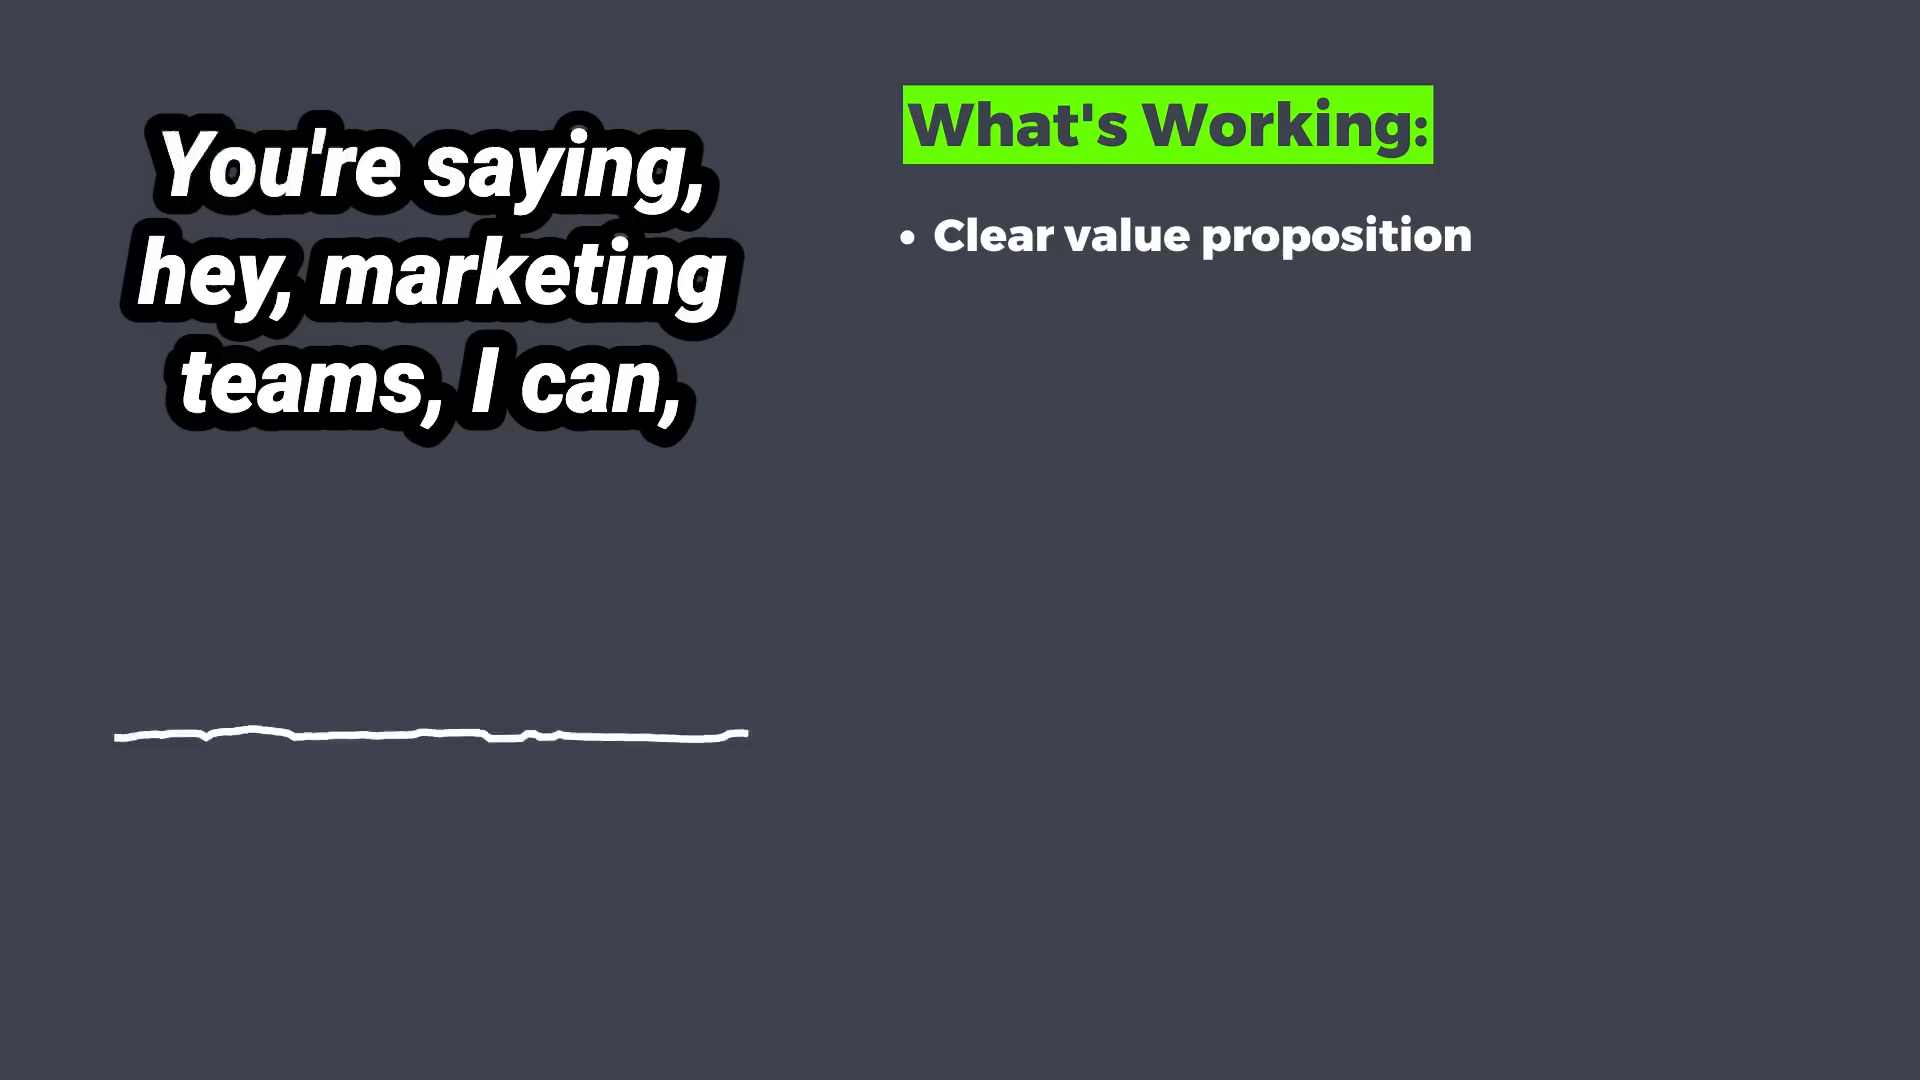 You're saying,
hey, marketing
teams, I can,
What's Working:
• Clear value proposition